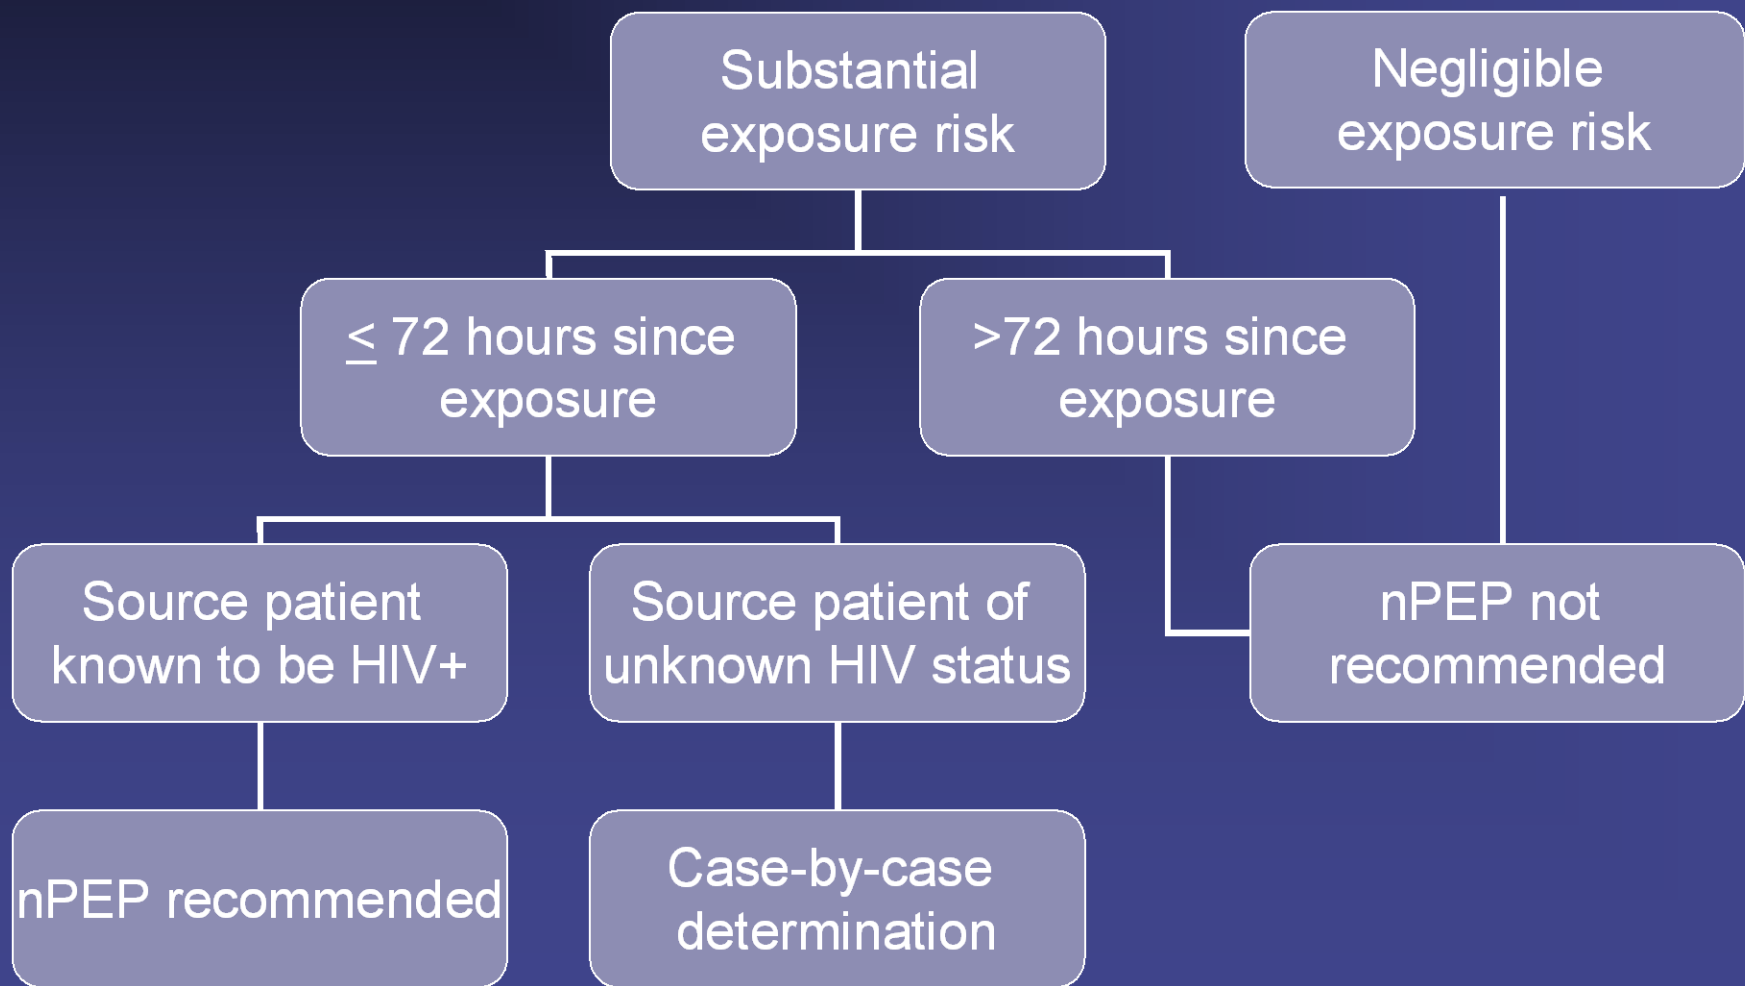 Substantial
exposure risk
Negligible
exposure risk
≤ 72 hours since
exposure
>72 hours since
exposure
Source patient
known to be HIV+
Source patient of
unknown HIV status
nPEP not
recommended
nPEP recommended
Case-by-case
determination